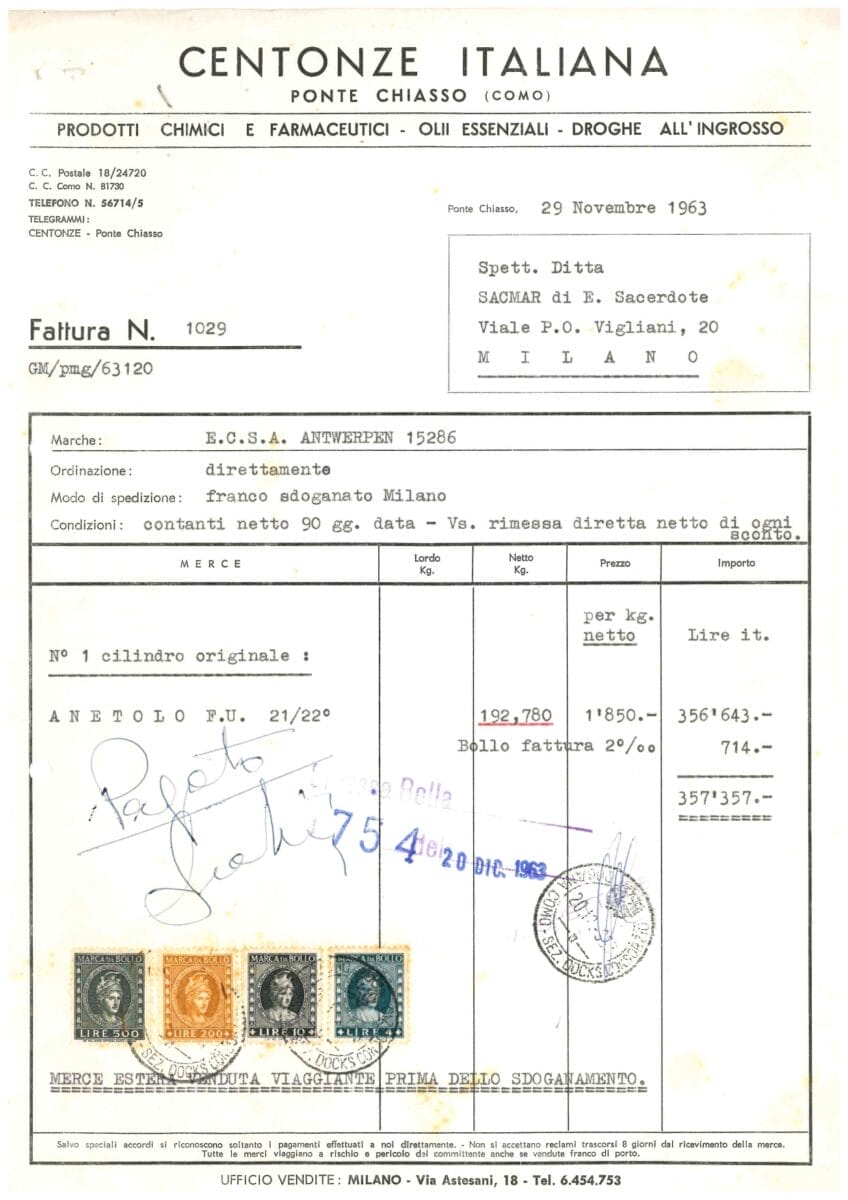 CENTONZE ITALIANA
PONTE CHIASSO (COMO)
PRODOTTI CHIMICI E FARMACEUTICI - OLII ESSENZIALI - DROGHE ALL'INGROSSO
C. C. Postale 18/24720
C. C. Como N. 81730
TELEFONO N. 56714/5
TELEGRAMMI:
CENTONZE - Ponte Chiasso
Ponte Chiasso, 29 Novembre 1963
Spett. Ditta
SACMAR di E. Sacerdote
Viale P.O. Vigliani, 20
M I L A N O
Fattura N. 1029
GM/pmg/63120
Marche: E.C.S.A. ANTWERPEN 15286
Ordinazione: direttamente
Modo di spedizione: franco sdoganato Milano
Condizioni: contanti netto 90 gg. data - Vs. rimessa diretta netto di ogni
sconto.
MERCE Lordo Kg. Netto Kg. Prezzo Importo
per kg.
netto Lire it.
N° 1 cilindro originale :
A N E T O L O F.U. 21/22° 192,780 1'850.- 356'643.-
Bollo fattura 2°/oo 714.-
357'357.-
Pagato
Bolla
754 del 20 DIC. 1963
SEZ. DOCKS
MARCA DA BOLLO
LIRE 500
MARCA DA BOLLO
LIRE 200
MARCA DA BOLLO
LIRE 10
MARCA DA BOLLO
LIRE 4
SEZ. DOCKS
DOCKS
MERCE ESTERA VENDUTA VIAGGIANTE PRIMA DELLO SDOGANAMENTO.
Salvo speciali accordi si riconoscono soltanto i pagamenti effettuati a noi direttamente. - Non si accettano reclami trascorsi 8 giorni dal ricevimento della merce.
Tutte le merci viaggiano a rischio e pericolo del committente anche se vendute franco di porto.
UFFICIO VENDITE: MILANO - Via Astesani, 18 - Tel. 6.454.753